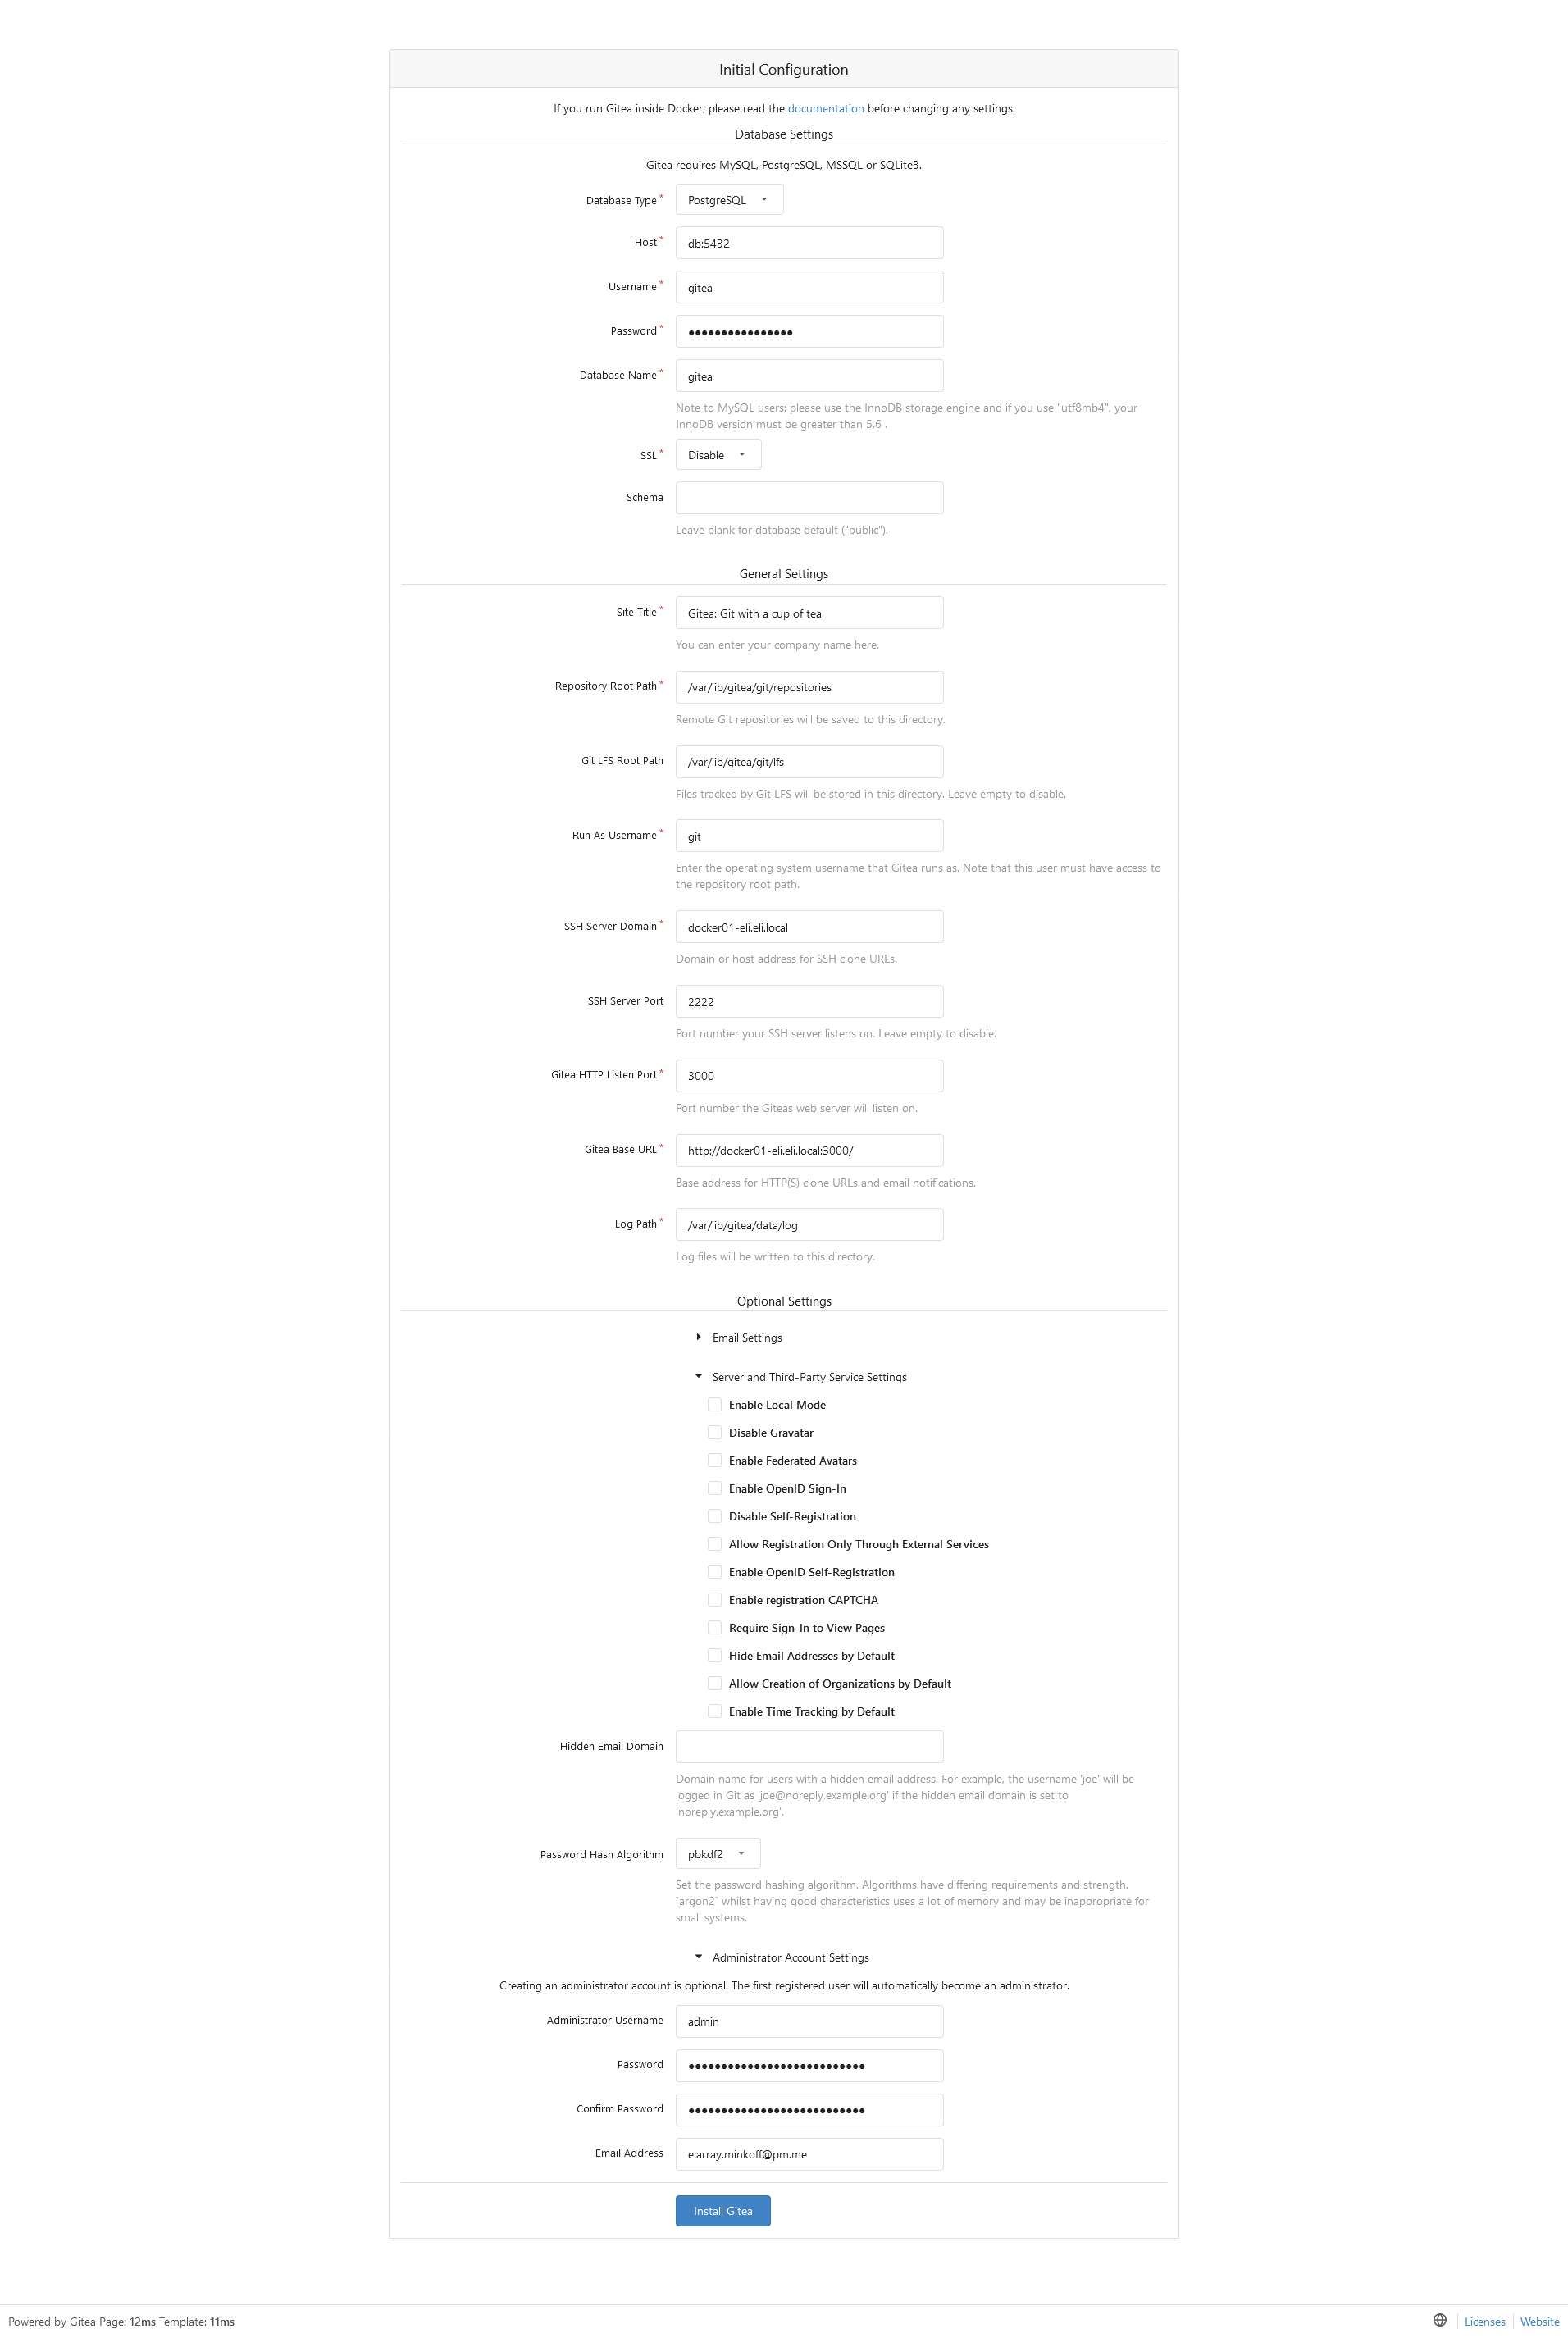 Initial Configuration
If you run Gitea inside Docker, please read the documentation before changing any settings.
Database Settings
Gitea requires MySQL, PostgreSQL, MSSQL or SQLite3.
Database Type* PostgreSQL
Host* db:5432
Username* gitea
Password* ●●●●●●●●●●●●●●●●
Database Name* gitea
Note to MySQL users: please use the InnoDB storage engine and if you use "utf8mb4", your
InnoDB version must be greater than 5.6 .
SSL* Disable
Schema
Leave blank for database default ("public").
General Settings
Site Title* Gitea: Git with a cup of tea
You can enter your company name here.
Repository Root Path* /var/lib/gitea/git/repositories
Remote Git repositories will be saved to this directory.
Git LFS Root Path /var/lib/gitea/git/lfs
Files tracked by Git LFS will be stored in this directory. Leave empty to disable.
Run As Username* git
Enter the operating system username that Gitea runs as. Note that this user must have access to
the repository root path.
SSH Server Domain* docker01-eli.eli.local
Domain or host address for SSH clone URLs.
SSH Server Port 2222
Port number your SSH server listens on. Leave empty to disable.
Gitea HTTP Listen Port* 3000
Port number the Giteas web server will listen on.
Gitea Base URL* http://docker01-eli.eli.local:3000/
Base address for HTTP(S) clone URLs and email notifications.
Log Path* /var/lib/gitea/data/log
Log files will be written to this directory.
Optional Settings
Email Settings
Server and Third-Party Service Settings
Enable Local Mode
Disable Gravatar
Enable Federated Avatars
Enable OpenID Sign-In
Disable Self-Registration
Allow Registration Only Through External Services
Enable OpenID Self-Registration
Enable registration CAPTCHA
Require Sign-In to View Pages
Hide Email Addresses by Default
Allow Creation of Organizations by Default
Enable Time Tracking by Default
Hidden Email Domain
Domain name for users with a hidden email address. For example, the username 'joe' will be
logged in Git as 'joe@noreply.example.org' if the hidden email domain is set to
'noreply.example.org'.
Password Hash Algorithm pbkdf2
Set the password hashing algorithm. Algorithms have differing requirements and strength.
`argon2` whilst having good characteristics uses a lot of memory and may be inappropriate for
small systems.
Administrator Account Settings
Creating an administrator account is optional. The first registered user will automatically become an administrator.
Administrator Username admin
Password ●●●●●●●●●●●●●●●●●●●●●●●●●●●
Confirm Password ●●●●●●●●●●●●●●●●●●●●●●●●●●●
Email Address e.array.minkoff@pm.me
Install Gitea
Powered by Gitea Page: 12ms Template: 11ms
Licenses Website